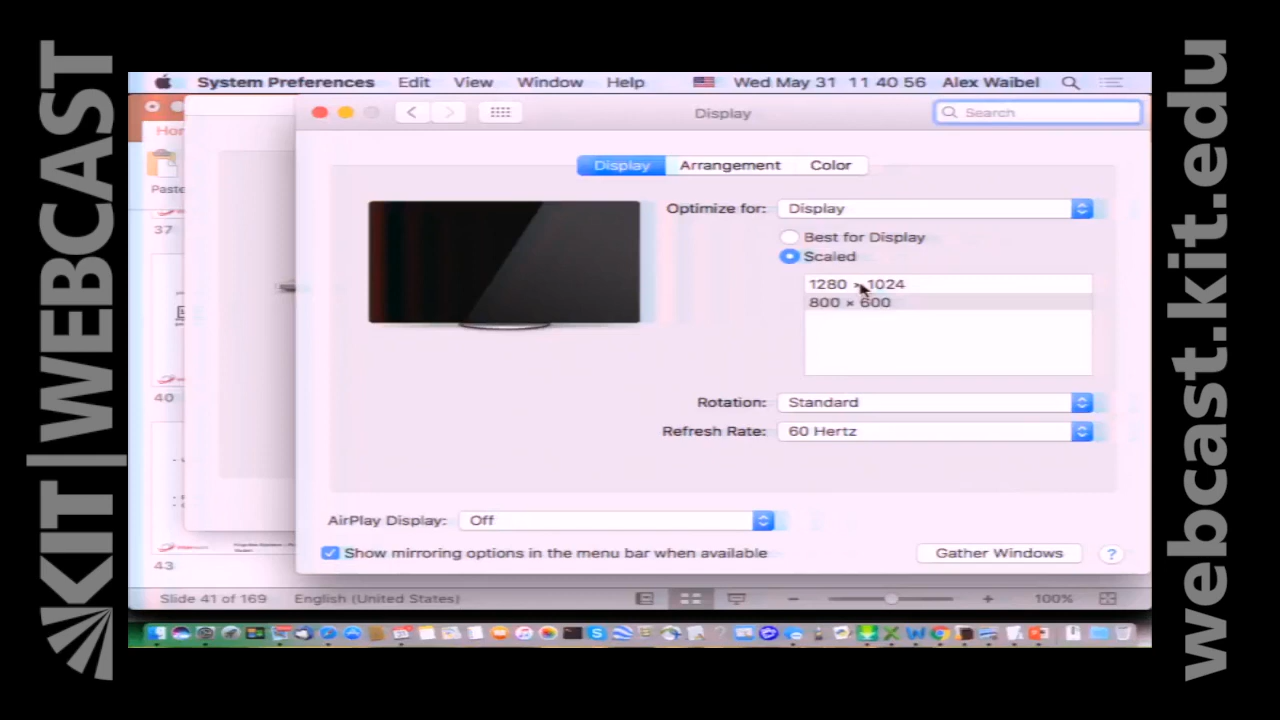 KIT | WEBCAST
webcast.kit.edu
System Preferences Edit View Window Help Wed May 31 11 40 56 Alex Waibel
Display
Search
Hor
Paste
37
40
43
Display Arrangement Color
Optimize for: Display
Best for Display
Scaled
1280 × 1024
800 × 600
Rotation: Standard
Refresh Rate: 60 Hertz
AirPlay Display: Off
Show mirroring options in the menu bar when available
Gather Windows ?
Slide 41 of 169 English (United States) 100%